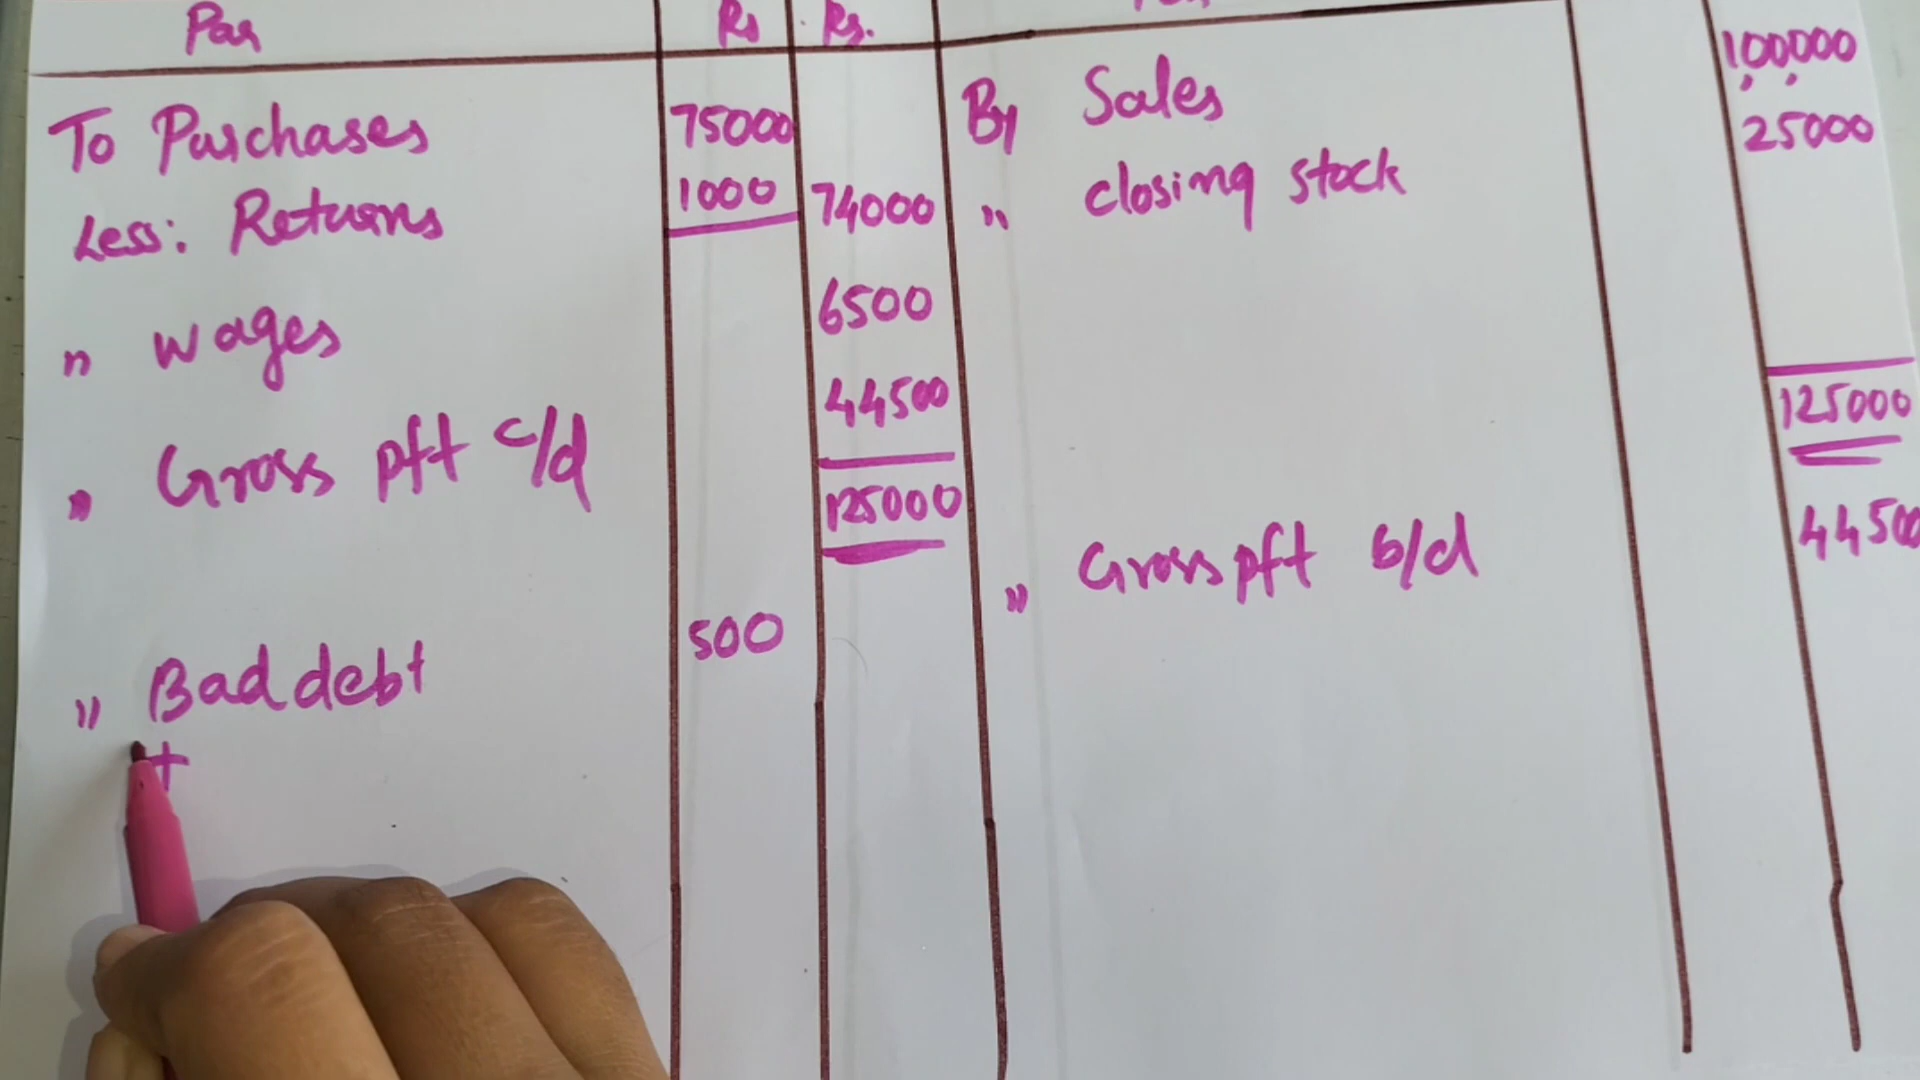 Par Rs Rs.
To Purchases 75000
Less: Returns 1000 74000
" Wages 6500
" Gross pft c/d 44500
125000
" Bad debt 500
+
100000
By Sales 25000
" closing stock
125000
" Gross pft b/d 44500